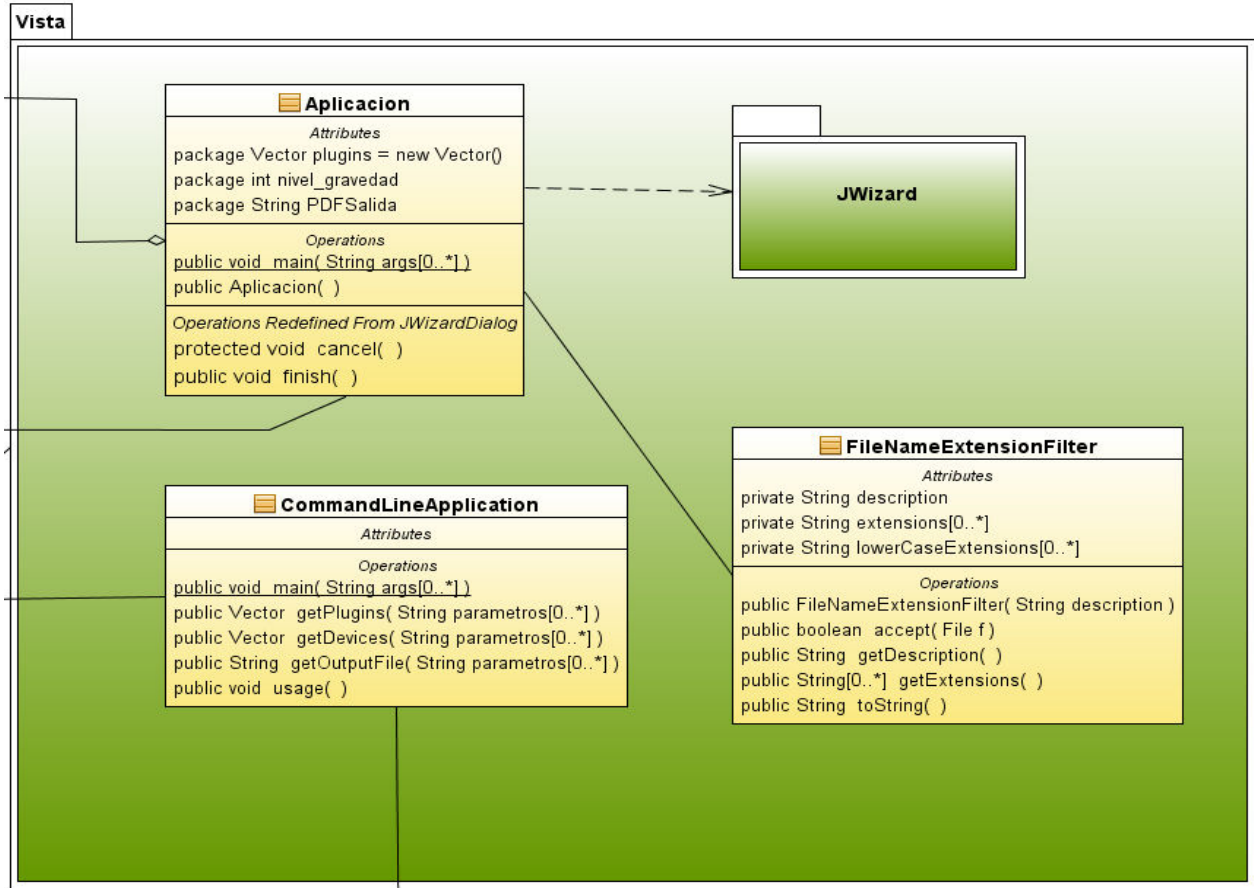 Vista
Aplicacion
Attributes
package Vector plugins = new Vector()
package int nivel_gravedad
package String PDFSalida
Operations
public void main( String args[0..*] )
public Aplicacion( )
Operations Redefined From JWizardDialog
protected void cancel( )
public void finish( )
JWizard
CommandLineApplication
Attributes
Operations
public void main( String args[0..*] )
public Vector getPlugins( String parametros[0..*] )
public Vector getDevices( String parametros[0..*] )
public String getOutputFile( String parametros[0..*] )
public void usage( )
FileNameExtensionFilter
Attributes
private String description
private String extensions[0..*]
private String lowerCaseExtensions[0..*]
Operations
public FileNameExtensionFilter( String description )
public boolean accept( File f )
public String getDescription( )
public String[0..*] getExtensions( )
public String toString( )